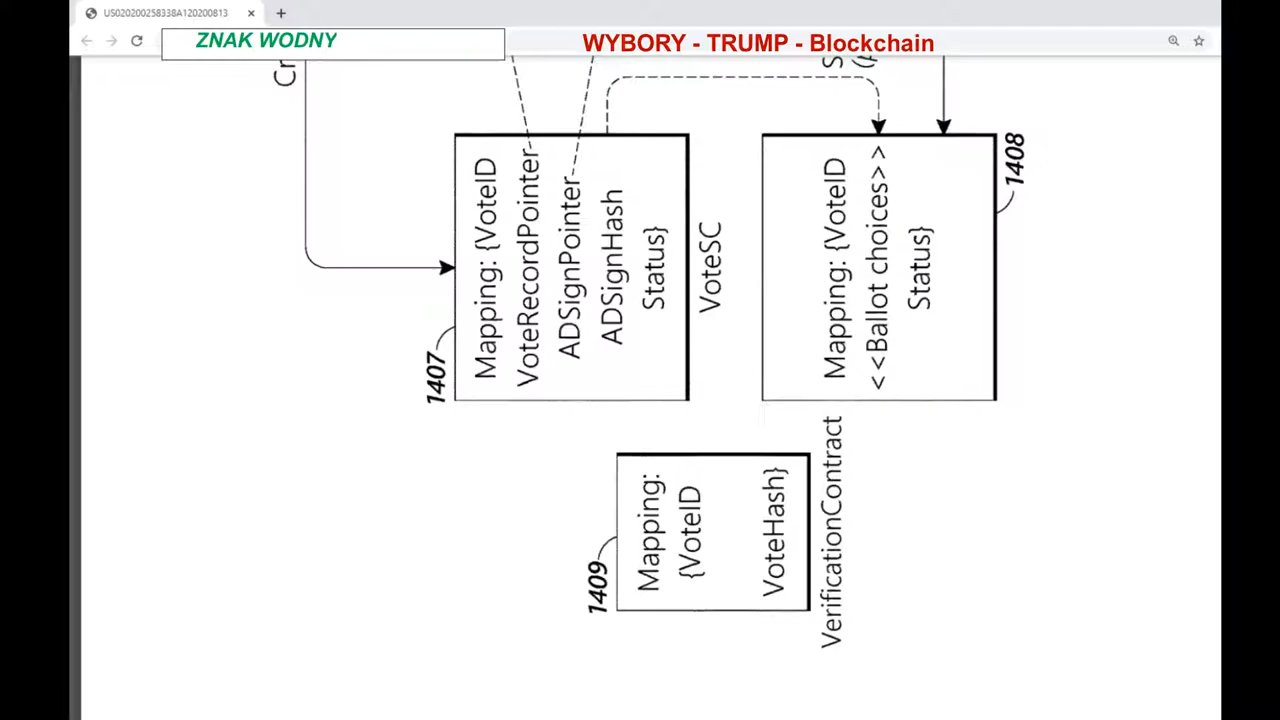 US020200258338A120200813
ZNAK WODNY
WYBORY - TRUMP - Blockchain
Cr
S
(A
1407
Mapping: {VoteID
VoteRecordPointer
ADSignPointer
ADSignHash
Status}
VoteSC
Mapping: {VoteID
<<Ballot choices>>
Status}
1408
1409
Mapping:
{VoteID
VoteHash}
VerificationContract